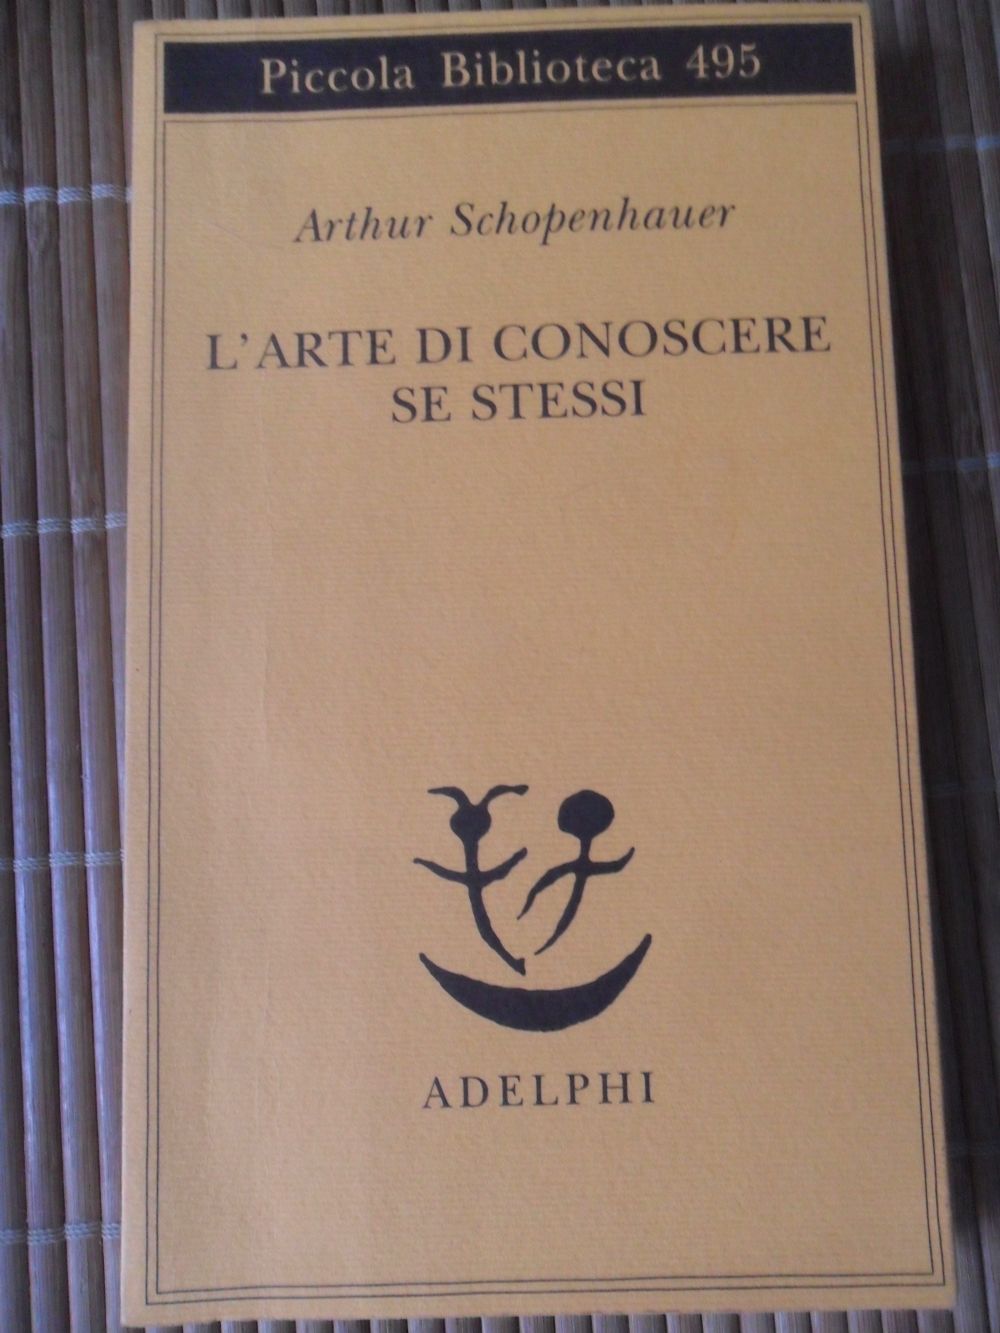 Piccola Biblioteca 495
Arthur Schopenhauer
L'ARTE DI CONOSCERE
SE STESSI
ADELPHI